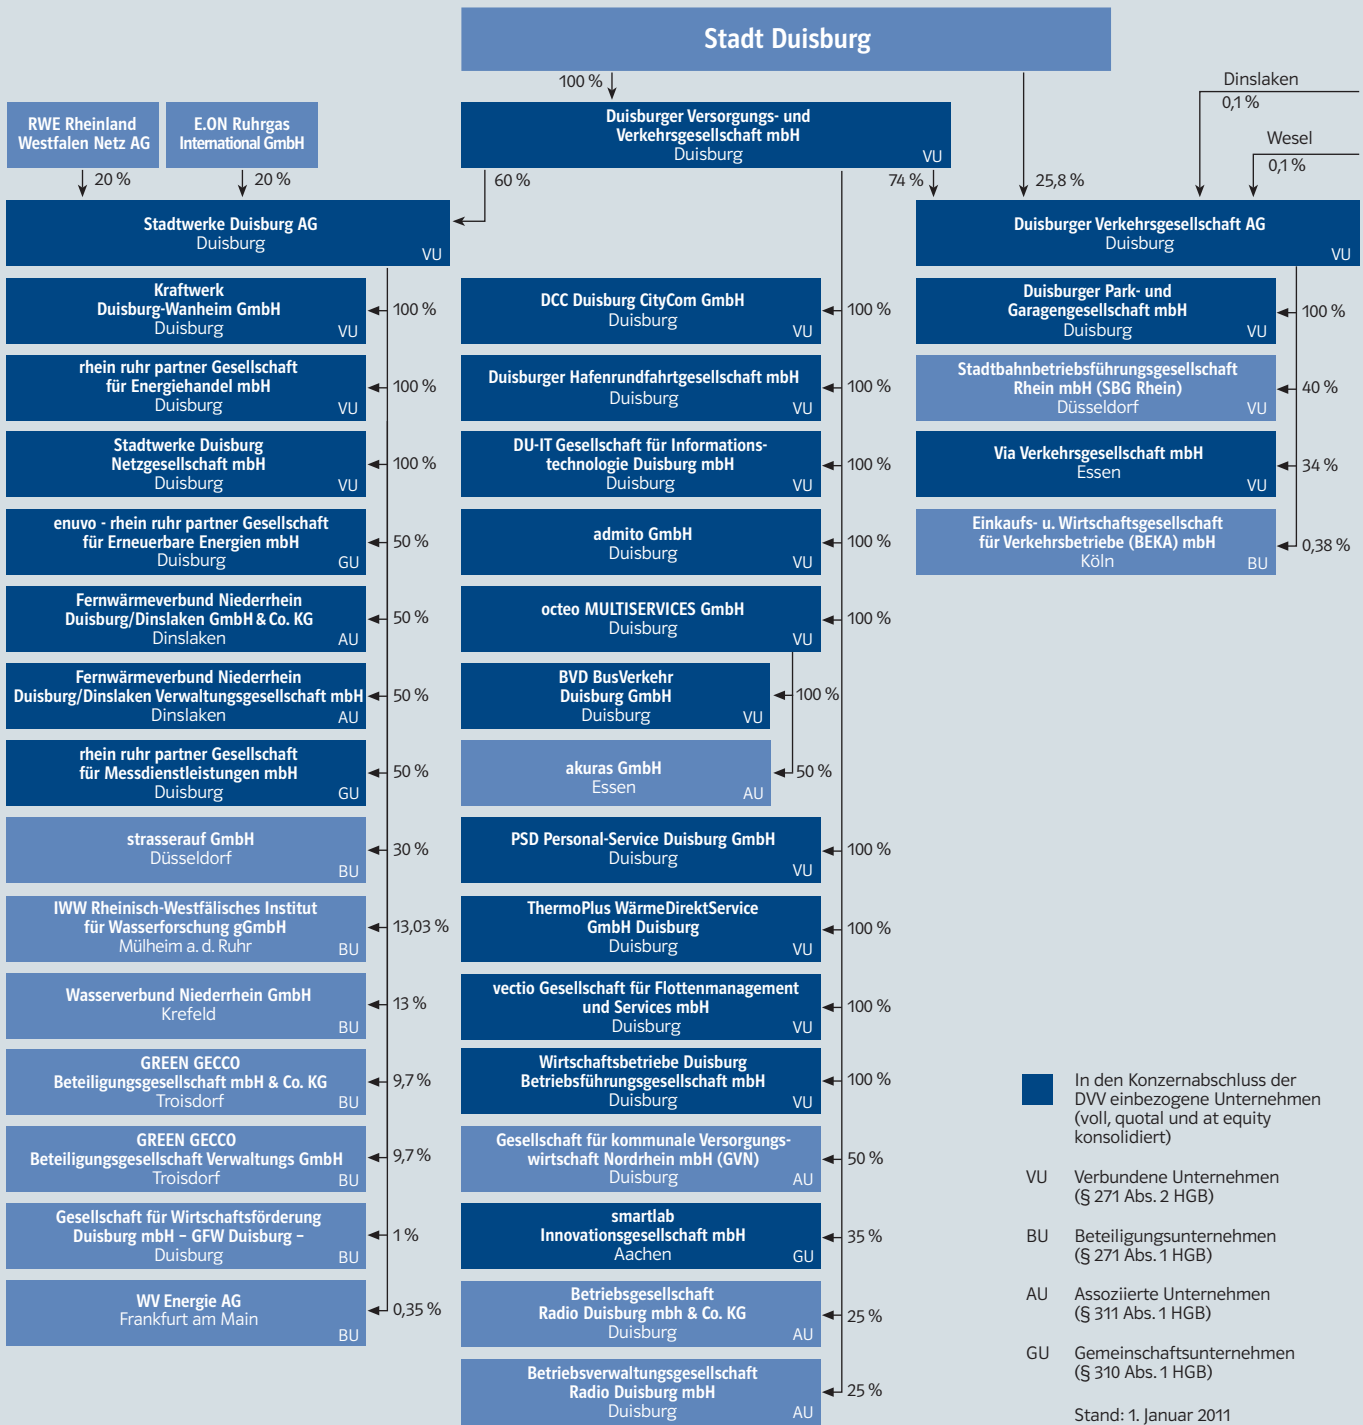 Stadt Duisburg
100 %
Dinslaken
0,1 %
Wesel
0,1 %
RWE Rheinland
Westfalen Netz AG
E.ON Ruhrgas
International GmbH
Duisburger Versorgungs- und
Verkehrsgesellschaft mbH
Duisburg
VU
20 %
20 %
60 %
74 %
25,8 %
Stadtwerke Duisburg AG
Duisburg
VU
Duisburger Verkehrsgesellschaft AG
Duisburg
VU
Kraftwerk
Duisburg-Wanheim GmbH
Duisburg
VU
100 %
rhein ruhr partner Gesellschaft
für Energiehandel mbH
Duisburg
VU
100 %
Stadtwerke Duisburg
Netzgesellschaft mbH
Duisburg
VU
100 %
enuvo - rhein ruhr partner Gesellschaft
für Erneuerbare Energien mbH
Duisburg
GU
50 %
Fernwärmeverbund Niederrhein
Duisburg/Dinslaken GmbH & Co. KG
Dinslaken
AU
50 %
Fernwärmeverbund Niederrhein
Duisburg/Dinslaken Verwaltungsgesellschaft mbH
Dinslaken
AU
50 %
rhein ruhr partner Gesellschaft
für Messdienstleistungen mbH
Duisburg
GU
50 %
strasserauf GmbH
Düsseldorf
BU
30 %
IWW Rheinisch-Westfälisches Institut
für Wasserforschung gGmbH
Mülheim a. d. Ruhr
BU
13,03 %
Wasserverbund Niederrhein GmbH
Krefeld
BU
13 %
GREEN GECCO
Beteiligungsgesellschaft mbH & Co. KG
Troisdorf
BU
9,7 %
GREEN GECCO
Beteiligungsgesellschaft Verwaltungs GmbH
Troisdorf
BU
9,7 %
Gesellschaft für Wirtschaftsförderung
Duisburg mbH – GFW Duisburg –
Duisburg
BU
1 %
WV Energie AG
Frankfurt am Main
BU
0,35 %
DCC Duisburg CityCom GmbH
Duisburg
VU
100 %
Duisburger Hafenrundfahrtgesellschaft mbH
Duisburg
VU
100 %
DU-IT Gesellschaft für Informations-
technologie Duisburg mbH
Duisburg
VU
100 %
admito GmbH
Duisburg
VU
100 %
octeo MULTISERVICES GmbH
Duisburg
VU
100 %
BVD BusVerkehr
Duisburg GmbH
Duisburg
VU
100 %
akuras GmbH
Essen
AU
50 %
PSD Personal-Service Duisburg GmbH
Duisburg
VU
100 %
ThermoPlus WärmeDirektService
GmbH Duisburg
Duisburg
VU
100 %
vectio Gesellschaft für Flottenmanagement
und Services mbH
Duisburg
VU
100 %
Wirtschaftsbetriebe Duisburg
Betriebsführungsgesellschaft mbH
Duisburg
VU
100 %
Gesellschaft für kommunale Versorgungs-
wirtschaft Nordrhein mbH (GVN)
Duisburg
AU
50 %
smartlab
Innovationsgesellschaft mbH
Aachen
GU
35 %
Betriebsgesellschaft
Radio Duisburg mbh & Co. KG
Duisburg
AU
25 %
Betriebsverwaltungsgesellschaft
Radio Duisburg mbH
Duisburg
AU
25 %
Duisburger Park- und
Garagengesellschaft mbH
Duisburg
VU
100 %
Stadtbahnbetriebsführungsgesellschaft
Rhein mbH (SBG Rhein)
Düsseldorf
VU
40 %
Via Verkehrsgesellschaft mbH
Essen
VU
34 %
Einkaufs- u. Wirtschaftsgesellschaft
für Verkehrsbetriebe (BEKA) mbH
Köln
BU
0,38 %
In den Konzernabschluss der
DVV einbezogene Unternehmen
(voll, quotal und at equity
konsolidiert)
VU Verbundene Unternehmen
(§ 271 Abs. 2 HGB)
BU Beteiligungsunternehmen
(§ 271 Abs. 1 HGB)
AU Assoziierte Unternehmen
(§ 311 Abs. 1 HGB)
GU Gemeinschaftsunternehmen
(§ 310 Abs. 1 HGB)
Stand: 1. Januar 2011